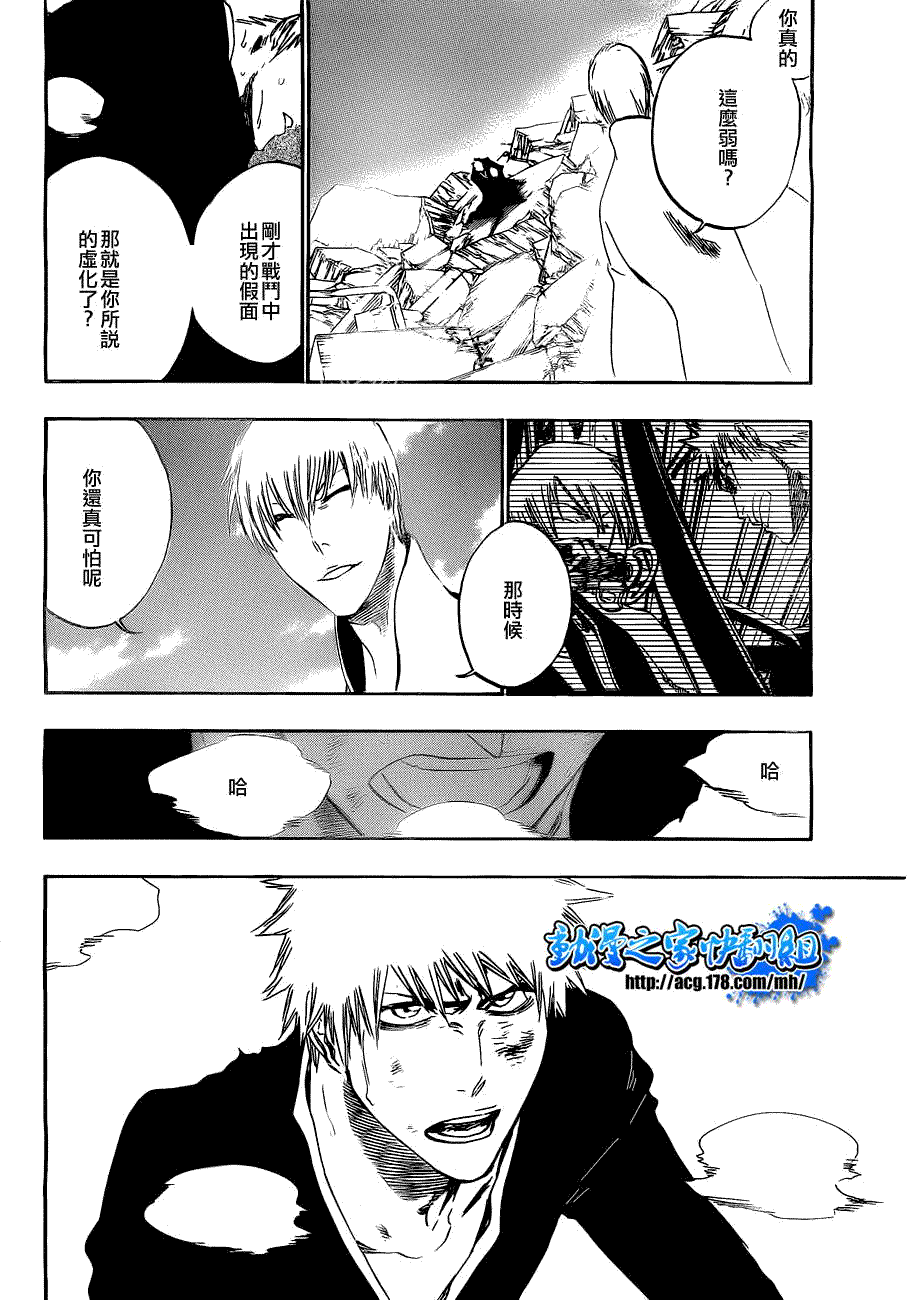 你真的
這麼弱嗎？
剛才戰鬥中
出現的假面
那就是你所說
的虛化了？
那時候
你還真可怕呢
哈
哈
動漫之家快翻組
http://acg.178.com/mh/